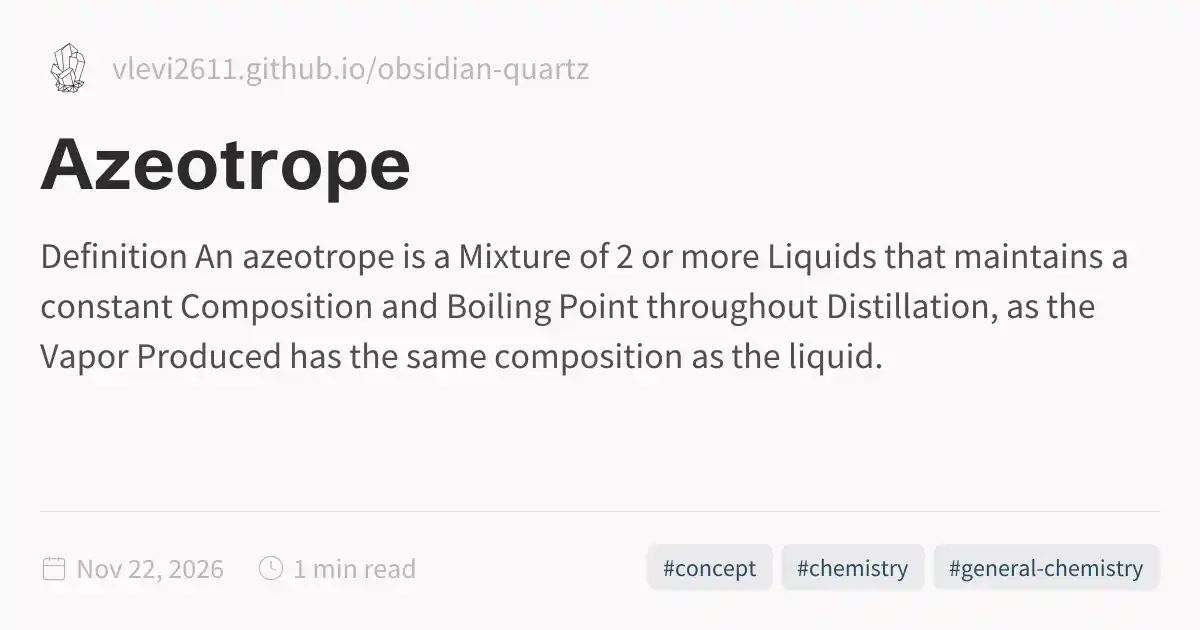 vlevi2611.github.io/obsidian-quartz
Azeotrope
Definition An azeotrope is a Mixture of 2 or more Liquids that maintains a
constant Composition and Boiling Point throughout Distillation, as the
Vapor Produced has the same composition as the liquid.
Nov 22, 2026 1 min read #concept #chemistry #general-chemistry